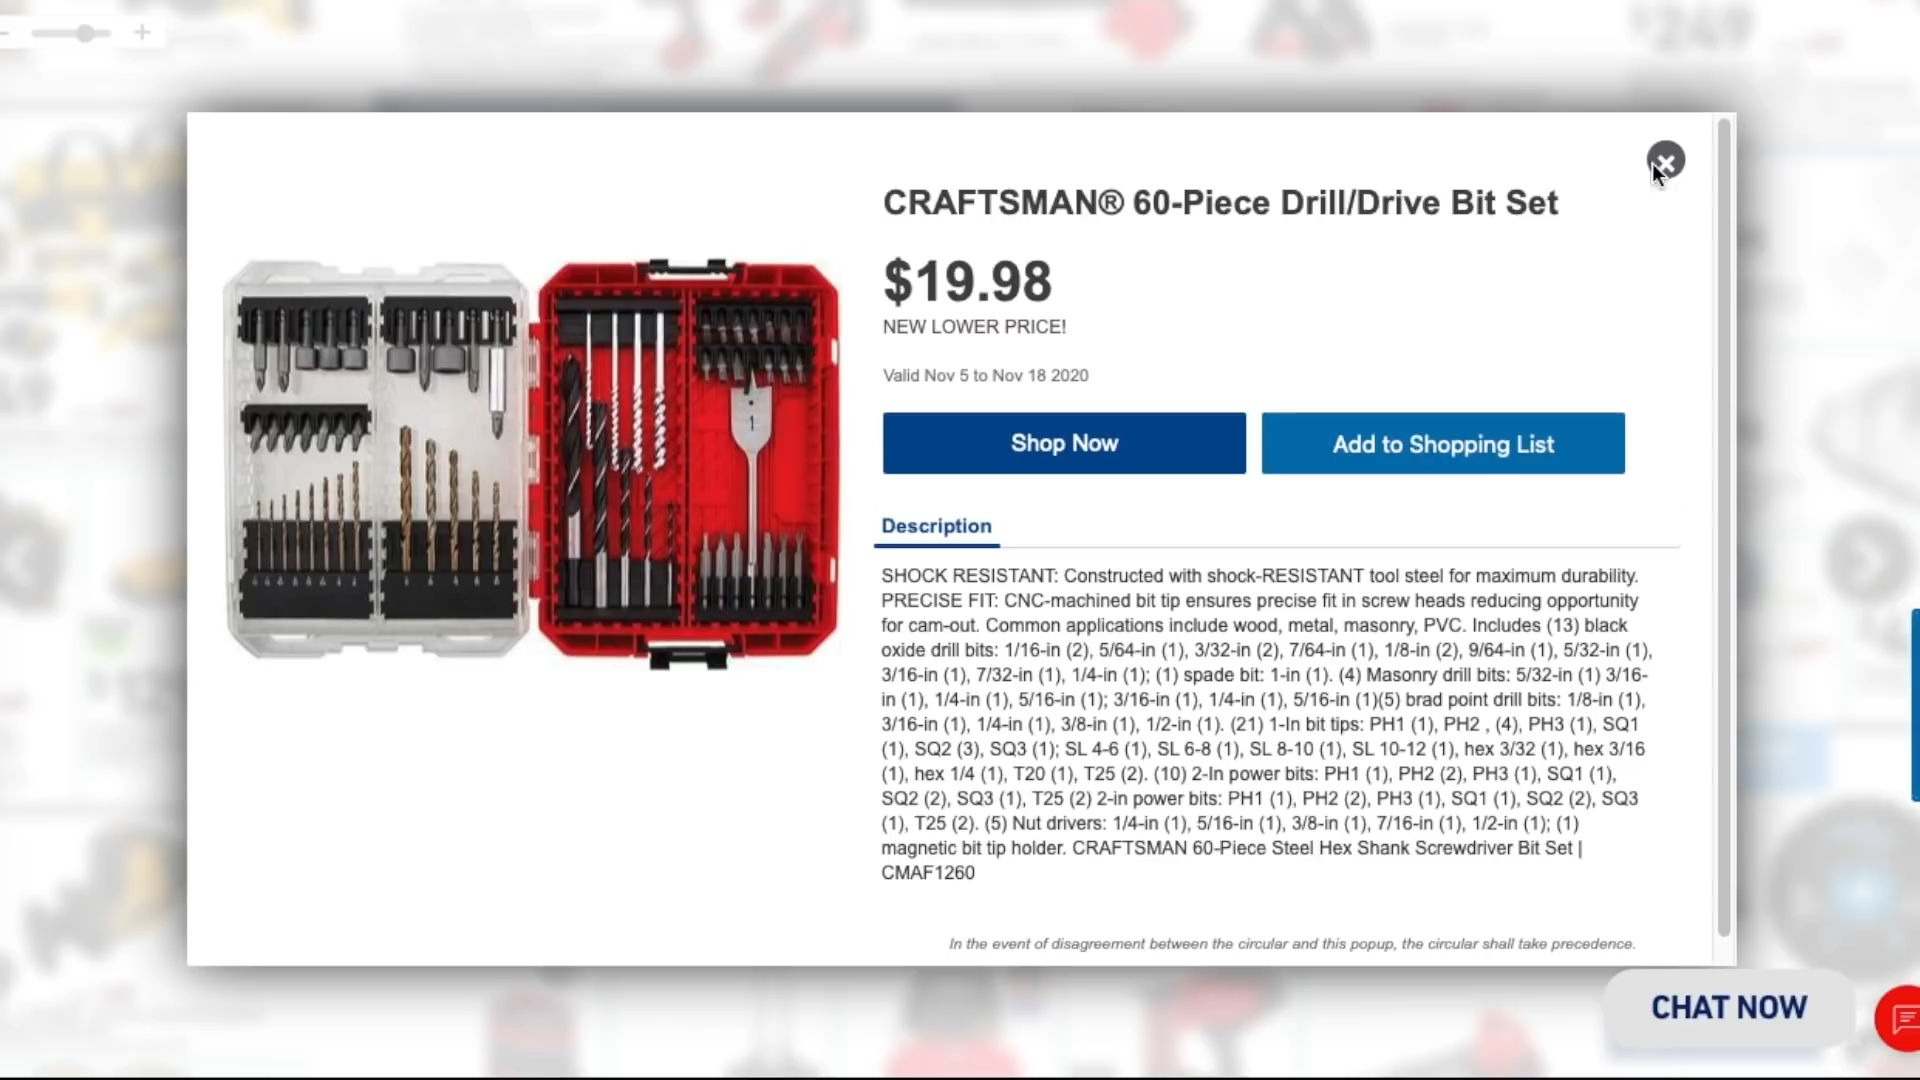 $249
CRAFTSMAN® 60-Piece Drill/Drive Bit Set
$19.98
NEW LOWER PRICE!
Valid Nov 5 to Nov 18 2020
Shop Now
Add to Shopping List
Description
SHOCK RESISTANT: Constructed with shock-RESISTANT tool steel for maximum durability.
PRECISE FIT: CNC-machined bit tip ensures precise fit in screw heads reducing opportunity
for cam-out. Common applications include wood, metal, masonry, PVC. Includes (13) black
oxide drill bits: 1/16-in (2), 5/64-in (1), 3/32-in (2), 7/64-in (1), 1/8-in (2), 9/64-in (1), 5/32-in (1),
3/16-in (1), 7/32-in (1), 1/4-in (1); (1) spade bit: 1-in (1). (4) Masonry drill bits: 5/32-in (1) 3/16-
in (1), 1/4-in (1), 5/16-in (1); 3/16-in (1), 1/4-in (1), 5/16-in (1)(5) brad point drill bits: 1/8-in (1),
3/16-in (1), 1/4-in (1), 3/8-in (1), 1/2-in (1). (21) 1-In bit tips: PH1 (1), PH2 , (4), PH3 (1), SQ1
(1), SQ2 (3), SQ3 (1); SL 4-6 (1), SL 6-8 (1), SL 8-10 (1), SL 10-12 (1), hex 3/32 (1), hex 3/16
(1), hex 1/4 (1), T20 (1), T25 (2). (10) 2-In power bits: PH1 (1), PH2 (2), PH3 (1), SQ1 (1),
SQ2 (2), SQ3 (1), T25 (2) 2-in power bits: PH1 (1), PH2 (2), PH3 (1), SQ1 (1), SQ2 (2), SQ3
(1), T25 (2). (5) Nut drivers: 1/4-in (1), 5/16-in (1), 3/8-in (1), 7/16-in (1), 1/2-in (1); (1)
magnetic bit tip holder. CRAFTSMAN 60-Piece Steel Hex Shank Screwdriver Bit Set |
CMAF1260
In the event of disagreement between the circular and this popup, the circular shall take precedence.
CHAT NOW
1